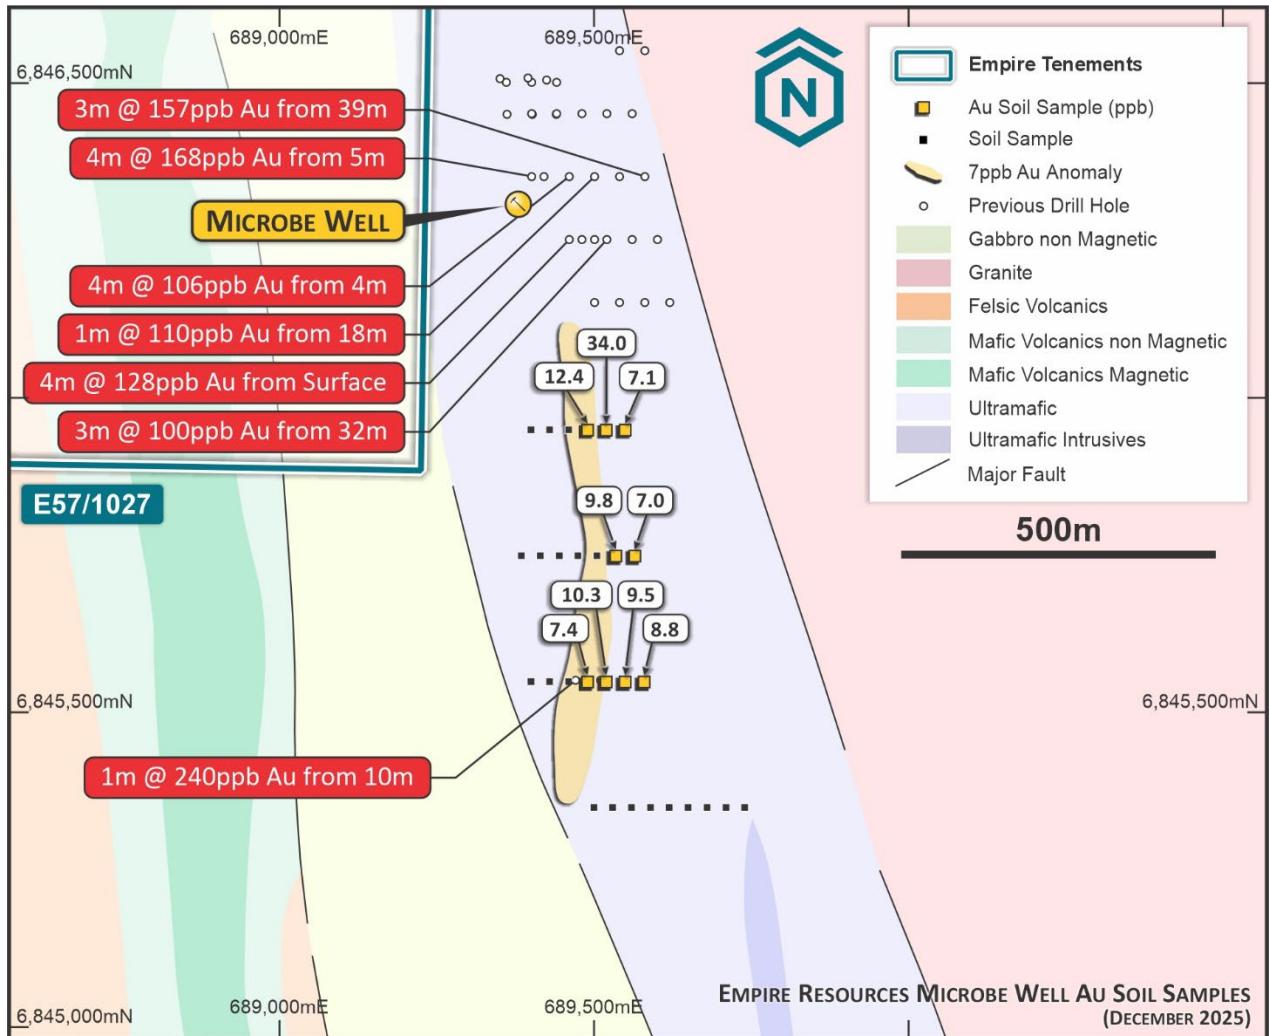 689,000mE
689,500mE
6,846,500mN
3m @ 157ppb Au from 39m
4m @ 168ppb Au from 5m
MICROBE WELL
4m @ 106ppb Au from 4m
1m @ 110ppb Au from 18m
4m @ 128ppb Au from Surface
3m @ 100ppb Au from 32m
E57/1027
N
Empire Tenements
Au Soil Sample (ppb)
Soil Sample
7ppb Au Anomaly
Previous Drill Hole
Gabbro non Magnetic
Granite
Felsic Volcanics
Mafic Volcanics non Magnetic
Mafic Volcanics Magnetic
Ultramafic
Ultramafic Intrusives
Major Fault
500m
34.0
12.4
7.1
9.8
7.0
10.3
9.5
7.4
8.8
6,845,500mN
6,845,500mN
1m @ 240ppb Au from 10m
689,000mE
689,500mE
6,845,000mN
EMPIRE RESOURCES MICROBE WELL AU SOIL SAMPLES
(DECEMBER 2025)